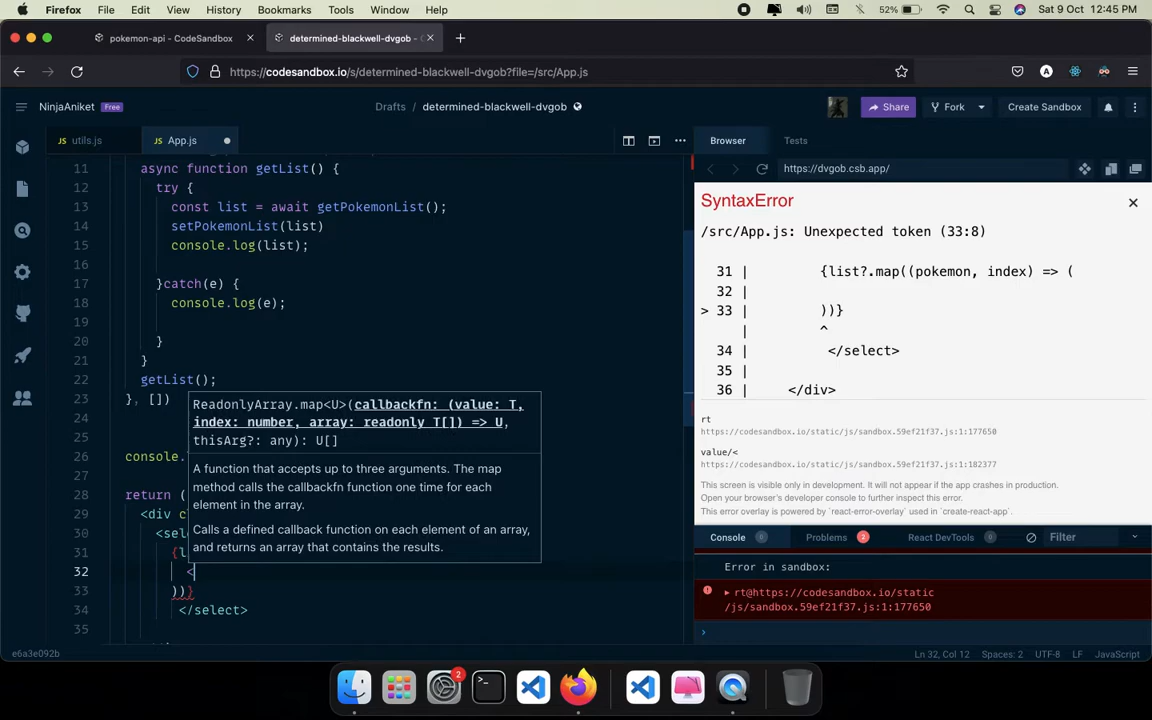 Firefox File Edit View History Bookmarks Tools Window Help 52% Sat 9 Oct 12:45 PM
pokemon-api - CodeSandbox determined-blackwell-dvgob -
https://codesandbox.io/s/determined-blackwell-dvgob?file=/src/App.js
NinjaAniket Free Drafts / determined-blackwell-dvgob Share Fork Create Sandbox
JS utils.js JS App.js Browser Tests
https://dvgob.csb.app/
11 async function getList() {
12 try {
13 const list = await getPokemonList();
14 setPokemonList(list)
15 console.log(list);
16
17 }catch(e) {
18 console.log(e);
19
20 }
21 }
22 getList();
23 }, [])
24
25
26 console.
27
28 return (
29 <div c
30 <sel
31 {l
32 <
33 ))}
34 </select>
35
ReadonlyArray.map<U>(callbackfn: (value: T,
index: number, array: readonly T[]) => U,
thisArg?: any): U[]
A function that accepts up to three arguments. The map
method calls the callbackfn function one time for each
element in the array.
Calls a defined callback function on each element of an array,
and returns an array that contains the results.
SyntaxError
/src/App.js: Unexpected token (33:8)
31 | {list?.map((pokemon, index) => (
32 |
> 33 | ))}
| ^
34 | </select>
35 |
36 | </div>
rt
https://codesandbox.io/static/js/sandbox.59ef21f37.js:1:177650
value/<
https://codesandbox.io/static/js/sandbox.59ef21f37.js:1:182377
This screen is visible only in development. It will not appear if the app crashes in production.
Open your browser's developer console to further inspect this error.
This error overlay is powered by `react-error-overlay` used in `create-react-app`.
Console 0 Problems 2 React DevTools 0 Filter
Error in sandbox:
▸ rt@https://codesandbox.io/static
/js/sandbox.59ef21f37.js:1:177650
e6a3e092b Ln 32, Col 12 Spaces: 2 UTF-8 LF JavaScript
2